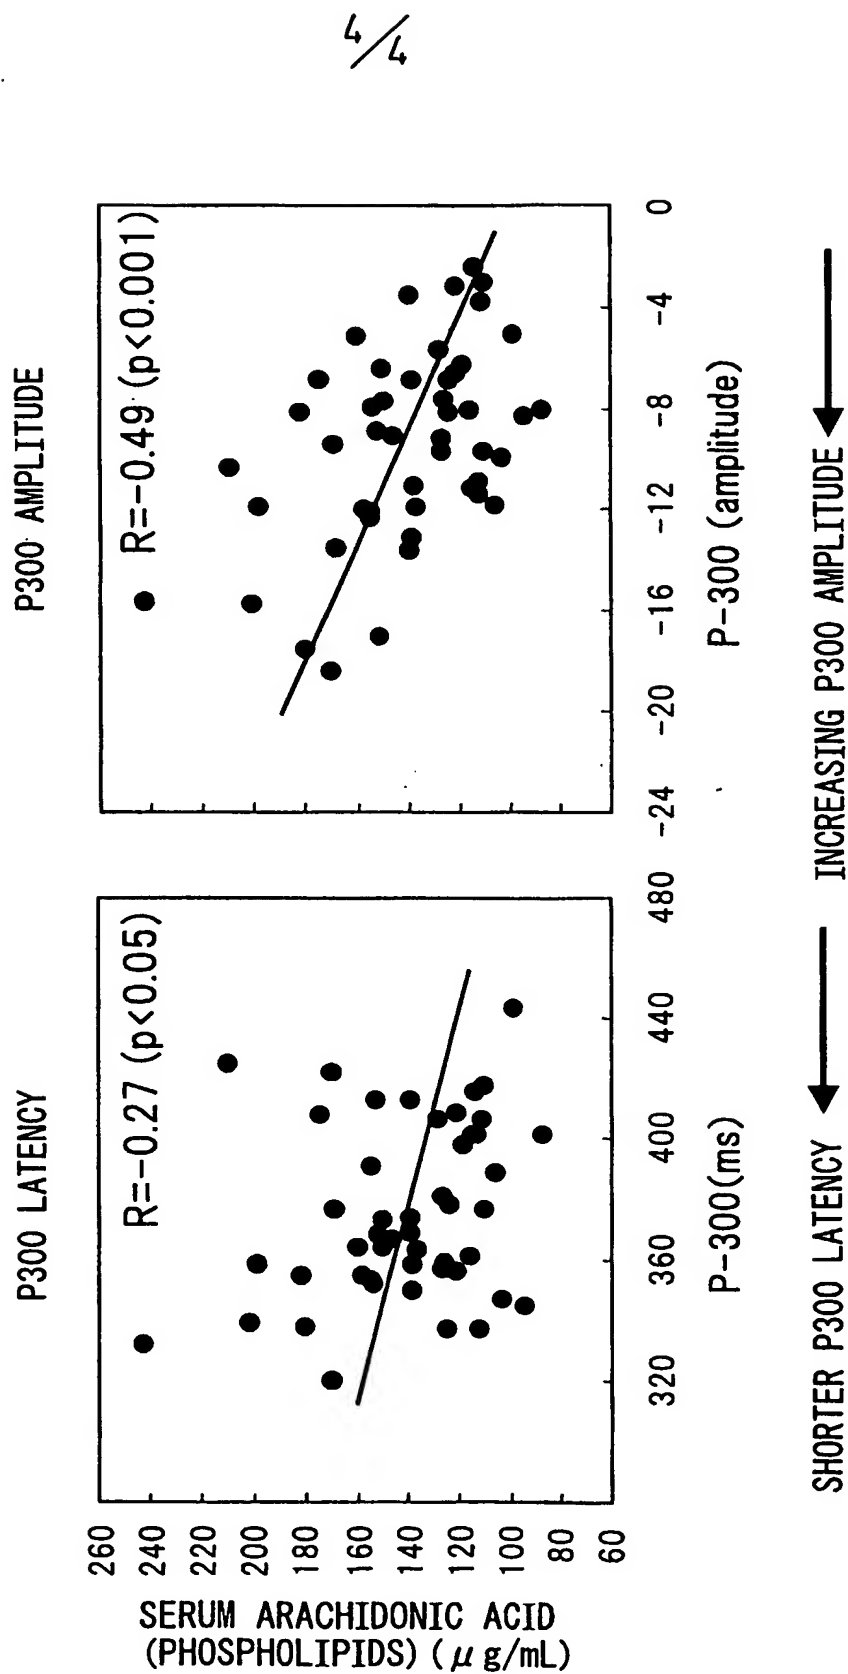 4/4
P300 LATENCY
P300 AMPLITUDE
R=-0.27 (p<0.05)
R=-0.49 (p<0.001)
SERUM ARACHIDONIC ACID
(PHOSPHOLIPIDS) (μg/mL)
260
240
220
200
180
160
140
120
100
80
60
320
360
400
440
480
-24
-20
-16
-12
-8
-4
0
P-300(ms)
P-300 (amplitude)
SHORTER P300 LATENCY
INCREASING P300 AMPLITUDE